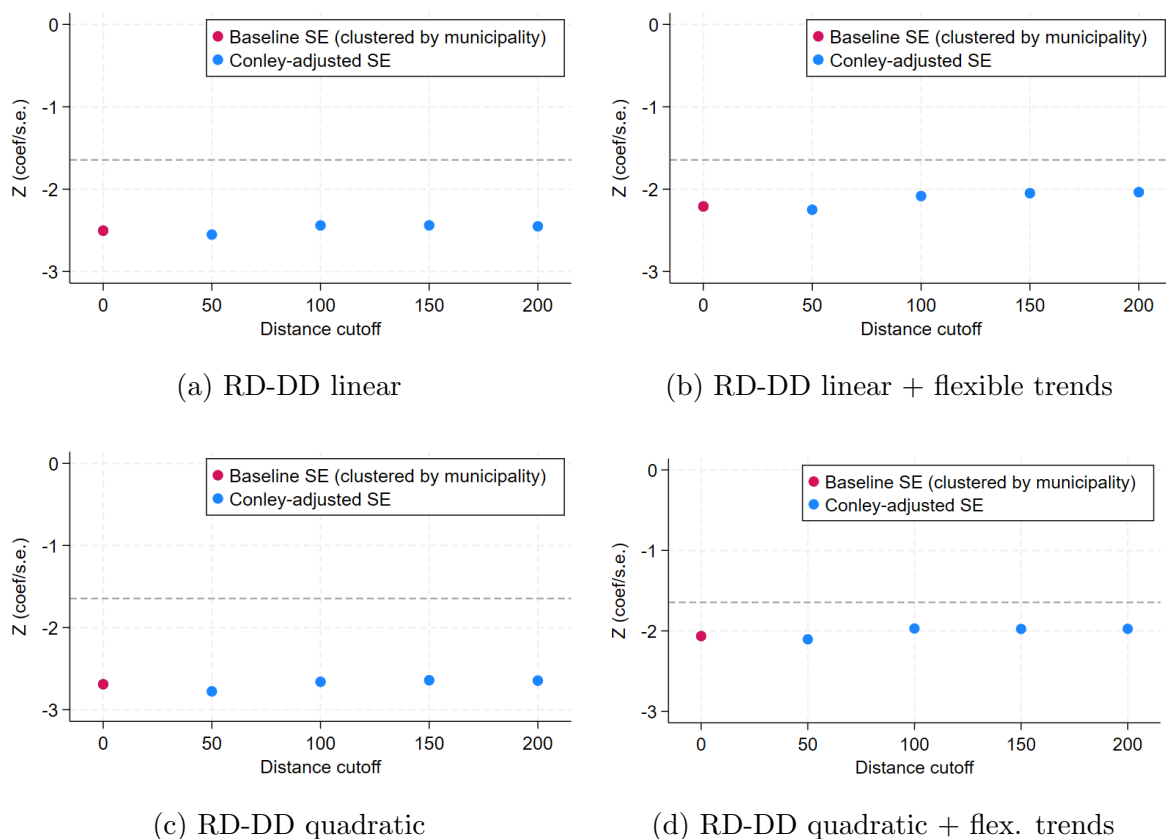 0
-1
-2
-3
Z (coef/s.e.)
Baseline SE (clustered by municipality)
Conley-adjusted SE
0 50 100 150 200
Distance cutoff
(a) RD-DD linear
0
-1
-2
-3
Z (coef/s.e.)
Baseline SE (clustered by municipality)
Conley-adjusted SE
0 50 100 150 200
Distance cutoff
(b) RD-DD linear + flexible trends
0
-1
-2
-3
Z (coef/s.e.)
Baseline SE (clustered by municipality)
Conley-adjusted SE
0 50 100 150 200
Distance cutoff
(c) RD-DD quadratic
0
-1
-2
-3
Z (coef/s.e.)
Baseline SE (clustered by municipality)
Conley-adjusted SE
0 50 100 150 200
Distance cutoff
(d) RD-DD quadratic + flex. trends